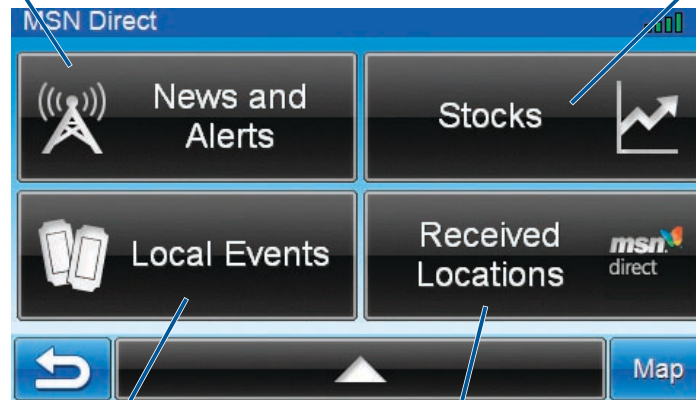 MSN Direct
News and
Alerts
Stocks
Local Events
Received
Locations
msn
direct
Map